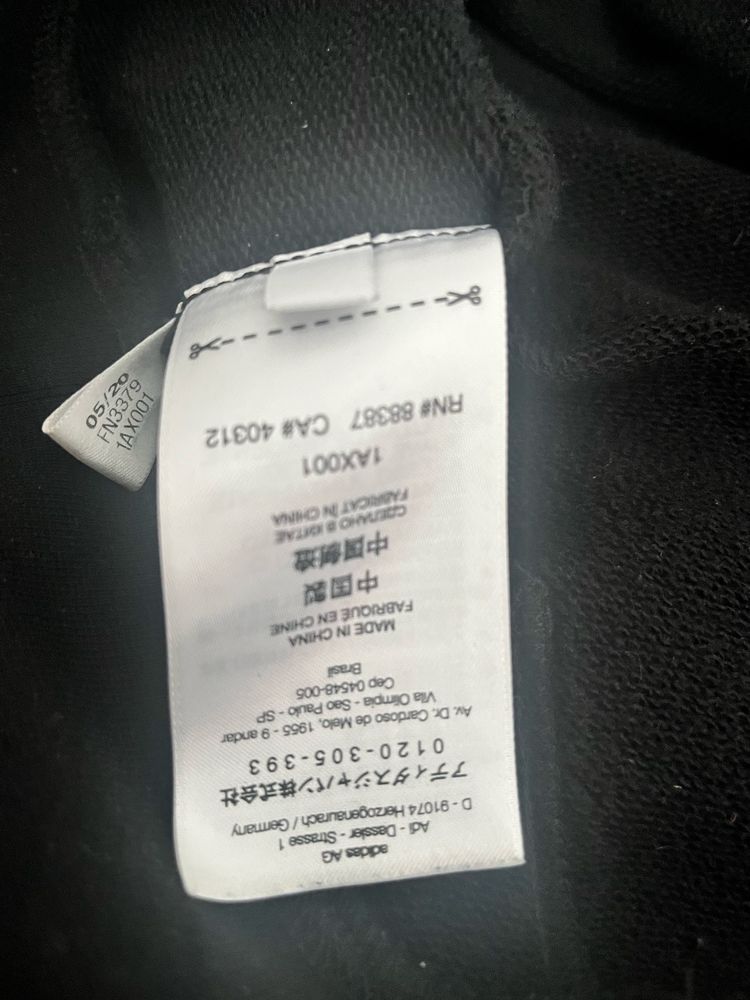 adidas AG
Adi - Dassler - Strasse 1
D - 91074 Herzogenaurach / Germany
アディダスジャパン株式会社
0120-305-393
Av. Dr. Cardoso de Melo, 1955 - 9 andar
Vila Olimpia - Sao Paulo - SP
Cep 04548-005
Brasil
MADE IN CHINA
FABRIQUÉ EN CHINE
中国製
中国制造
СДЕЛАНО В КИТАЕ
FABRICAT ÎN CHINA
1AX001
RN# 88387 CA# 40312
05/20
FN3379
1AX001